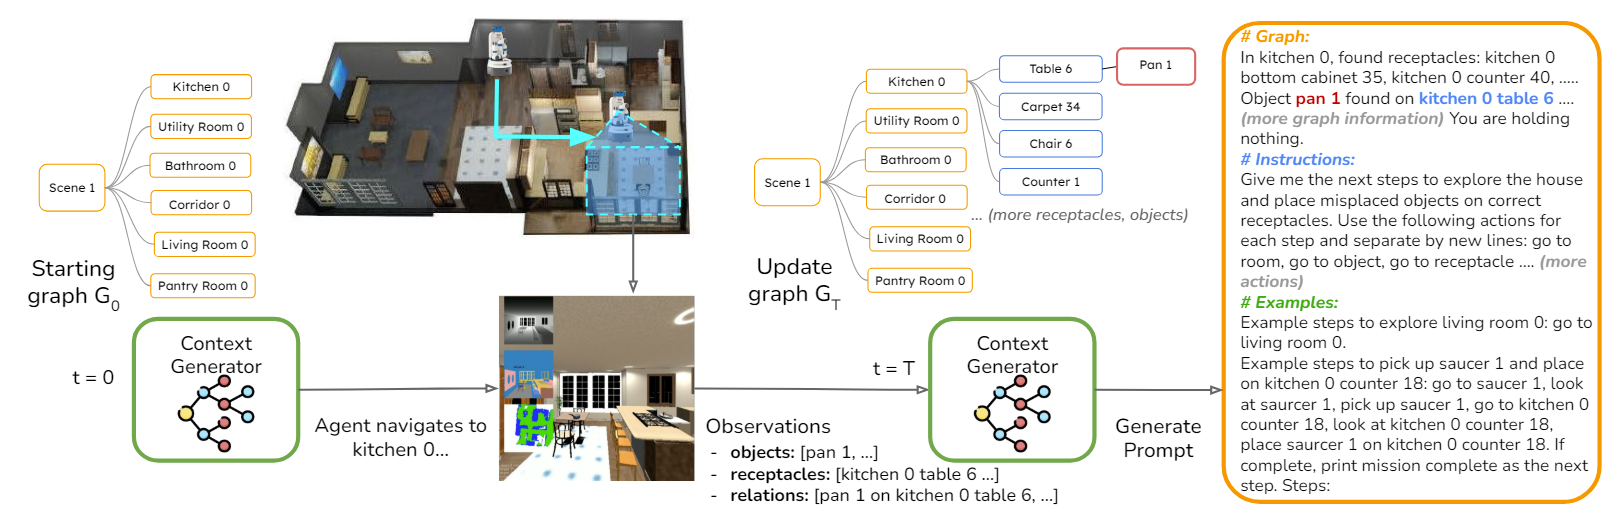 Scene 1
Kitchen 0
Utility Room 0
Bathroom 0
Corridor 0
Living Room 0
Pantry Room 0
Starting
graph G0
t = 0
Context
Generator
Agent navigates to
kitchen 0...
Observations
- objects: [pan 1, ...]
- receptacles: [kitchen 0 table 6 ...]
- relations: [pan 1 on kitchen 0 table 6, ...]
Scene 1
Kitchen 0
Utility Room 0
Bathroom 0
Corridor 0
Living Room 0
Pantry Room 0
Table 6
Carpet 34
Chair 6
Counter 1
Pan 1
... (more receptacles, objects)
Update
graph GT
t = T
Context
Generator
Generate
Prompt
# Graph:
In kitchen 0, found receptacles: kitchen 0
bottom cabinet 35, kitchen 0 counter 40, .....
Object pan 1 found on kitchen 0 table 6 ....
(more graph information) You are holding
nothing.
# Instructions:
Give me the next steps to explore the house
and place misplaced objects on correct
receptacles. Use the following actions for
each step and separate by new lines: go to
room, go to object, go to receptacle .... (more
actions)
# Examples:
Example steps to explore living room 0: go to
living room 0.
Example steps to pick up saucer 1 and place
on kitchen 0 counter 18: go to saucer 1, look
at saurcer 1, pick up saucer 1, go to kitchen 0
counter 18, look at kitchen 0 counter 18,
place saurcer 1 on kitchen 0 counter 18. If
complete, print mission complete as the next
step. Steps: